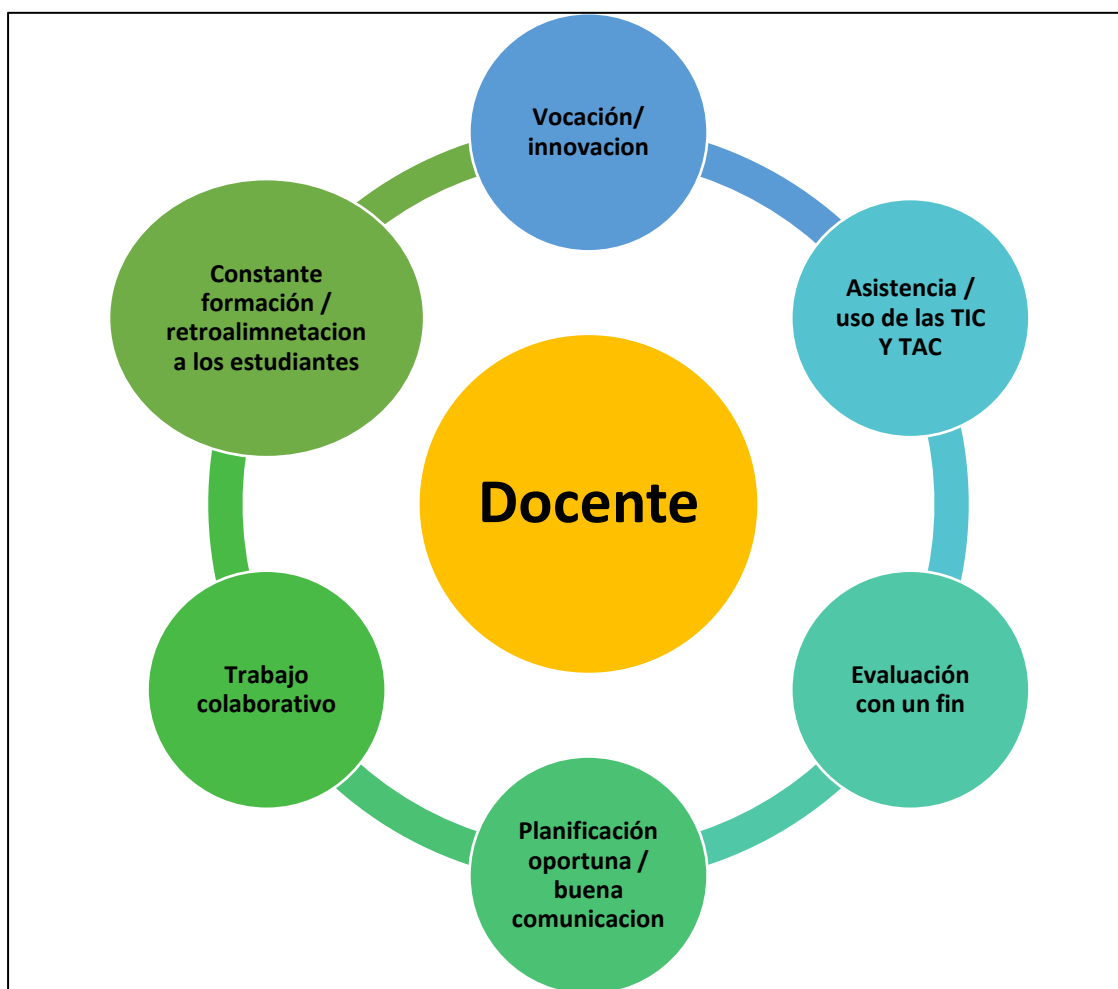 Vocación/
innovacion
Asistencia /
uso de las TIC
Y TAC
Evaluación
con un fin
Planificación
oportuna /
buena
comunicacion
Trabajo
colaborativo
Constante
formación /
retroalimnetacion
a los estudiantes
Docente